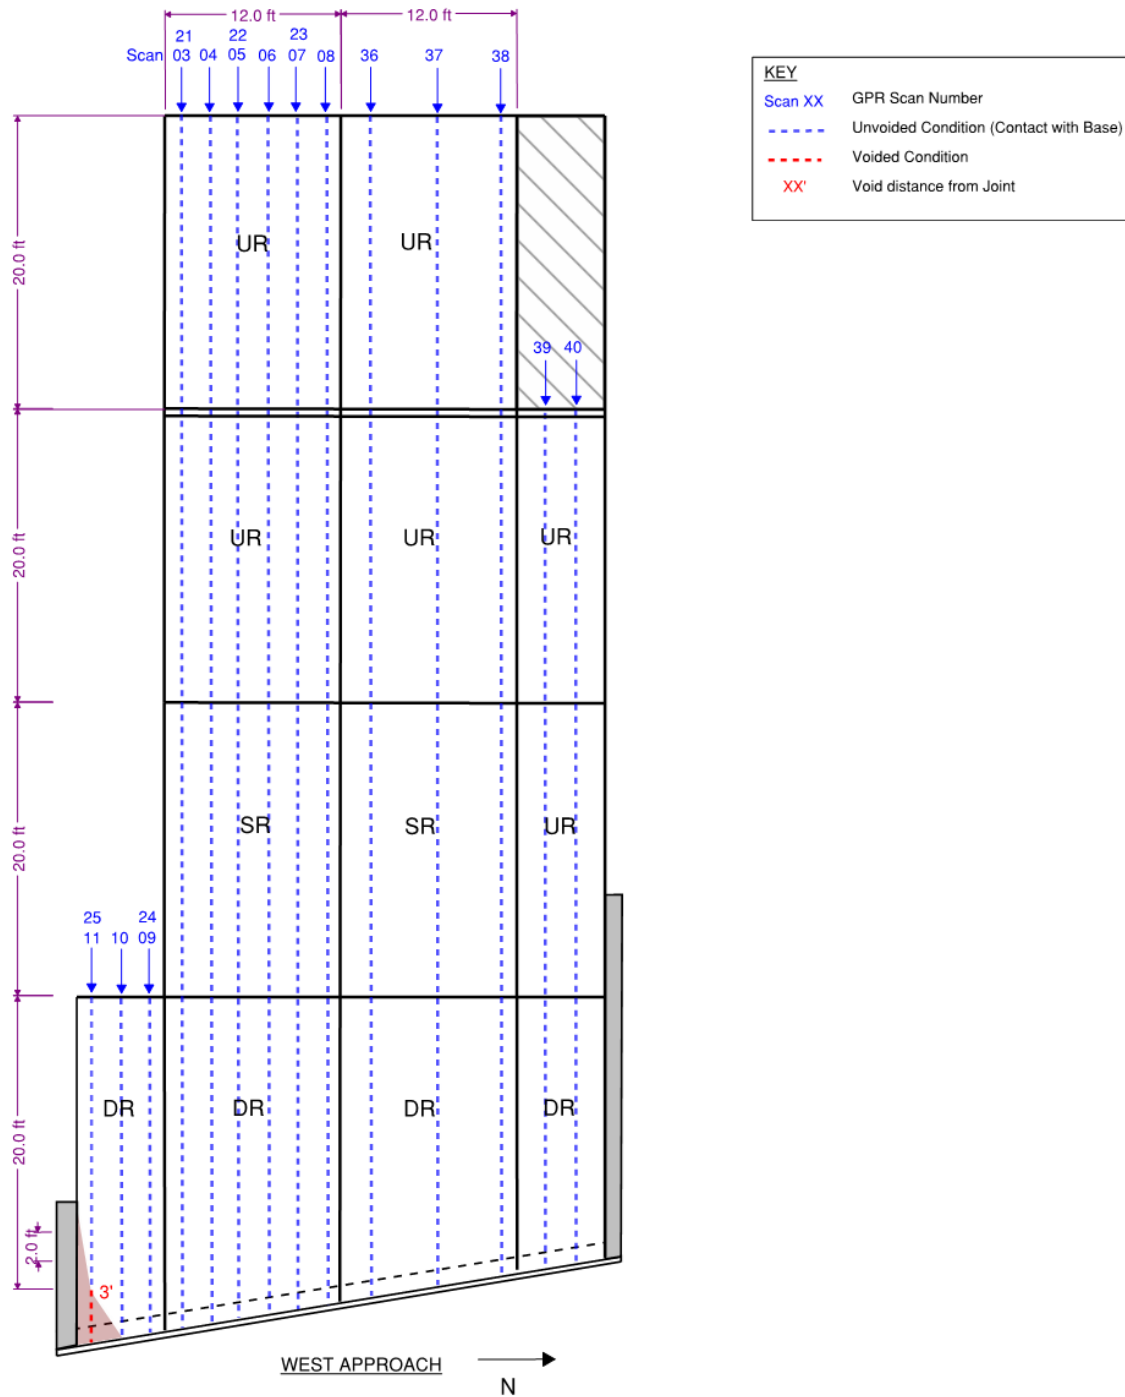 12.0 ft 12.0 ft
21 22 23
Scan 03 04 05 06 07 08 36 37 38
KEY
Scan XX GPR Scan Number
Unvoided Condition (Contact with Base)
Voided Condition
XX' Void distance from Joint
20.0 ft
UR UR
39 40
20.0 ft
UR UR UR
20.0 ft
SR SR UR
25 24
11 10 09
20.0 ft
DR DR DR DR
2.0 ft
3'
WEST APPROACH
N